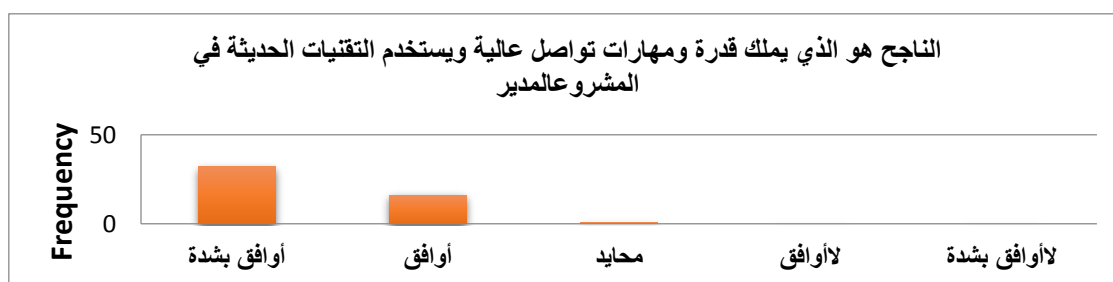 الناجح هو الذي يملك قدرة ومهارات تواصل عالية ويستخدم التقنيات الحديثة في
المشروعالمدير
Frequency
50
0
أوافق بشدة
أوافق
محايد
لاأوافق
لاأوافق بشدة